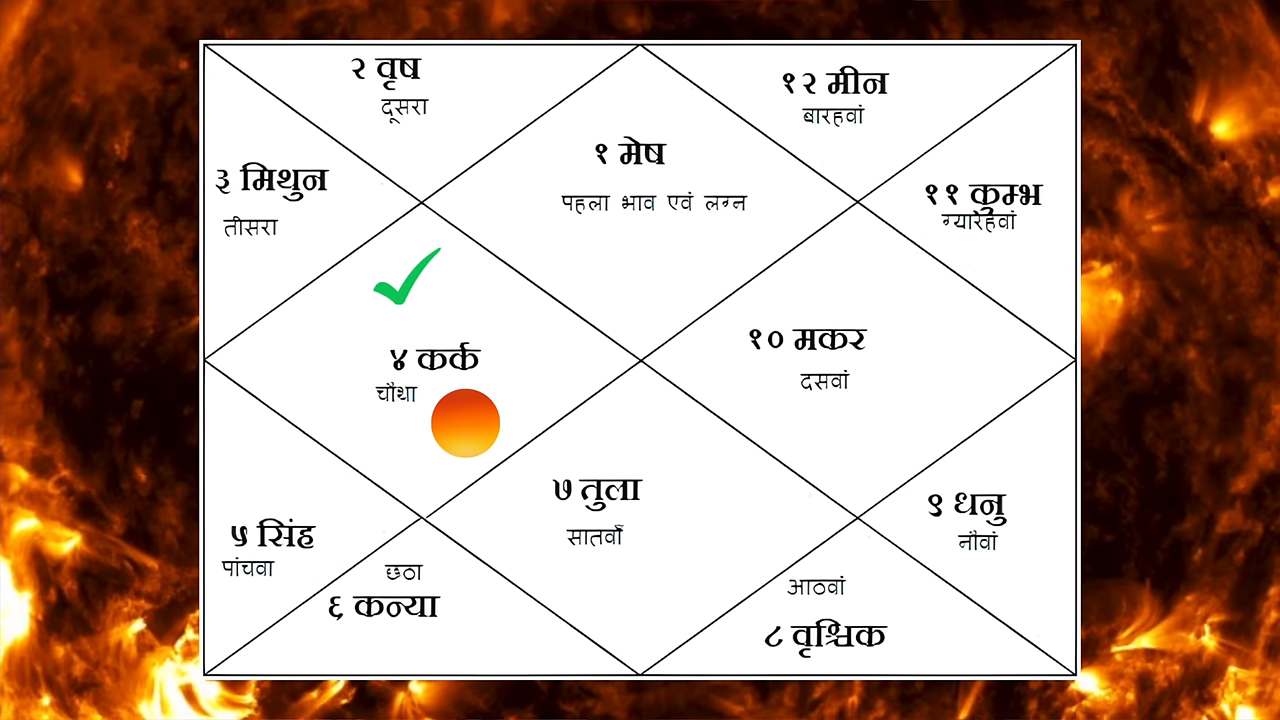 २ वृष
दूसरा
१२ मीन
बारहवां
१ मेष
पहला भाव एवं लग्न
३ मिथुन
तीसरा
११ कुम्भ
ग्यारहवां
४ कर्क
चौथा
१० मकर
दसवां
७ तुला
सातवाँ
५ सिंह
पांचवा
९ धनु
नौवां
छठा
६ कन्या
आठवां
८ वृश्चिक